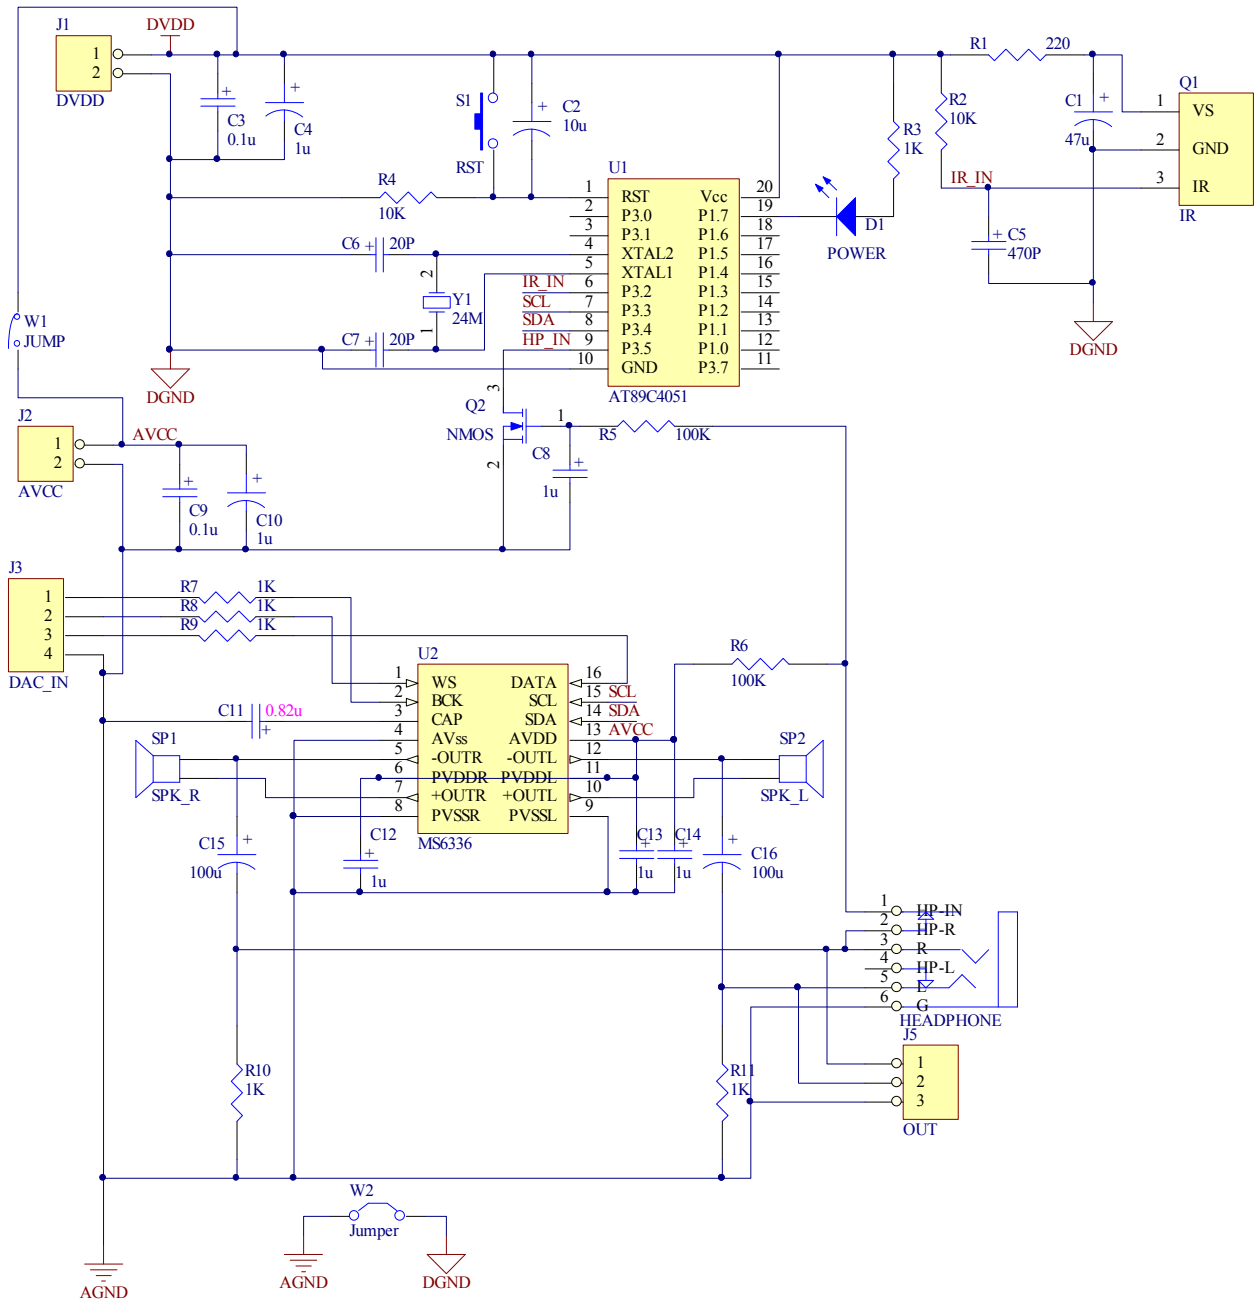 J1
1
2
DVDD
DVDD
+
C3
0.1u
+
C4
1u
S1
RST
+
C2
10u
R1 220
R2
10K
R3
1K
C1 +
47u
Q1
1 VS
2 GND
3 IR
IR
IR_IN
+ C5
470P
DGND
D1
POWER
R4
10K
C6 + 20P
2
Y1
24M
1
C7 + 20P
DGND
U1
1 RST Vcc 20
2 P3.0 P1.7 19
3 P3.1 P1.6 18
4 XTAL2 P1.5 17
5 XTAL1 P1.4 16
IR_IN 6 P3.2 P1.3 15
SCL 7 P3.3 P1.2 14
SDA 8 P3.4 P1.1 13
HP_IN 9 P3.5 P1.0 12
10 GND P3.7 11
AT89C4051
W1
JUMP
J2
1
2
AVCC
AVCC
+
C9
0.1u
+
C10
1u
3
Q2
NMOS
1
2
C8 +
1u
R5 100K
J3
1
2
3
4
DAC_IN
R7 1K
R8 1K
R9 1K
R6
100K
U2
1 WS DATA 16
2 BCK SCL 15 SCL
3 CAP SDA 14 SDA
4 AVss AVDD 13 AVCC
5 -OUTR -OUTL 12
6 PVDDR PVDDL 11
7 +OUTR +OUTL 10
8 PVSSR PVSSL 9
MS6336
C11 0.82u
+
SP1
SPK_R
SP2
SPK_L
C12
+
1u
C13
+
1u
C14
+
1u
C15 +
100u
+
C16
100u
1 HP-IN
2 HP-R
3 R
4 HP-L
5 L
6 G
HEADPHONE
J5
1
2
3
OUT
R10
1K
R11
1K
W2
Jumper
AGND
AGND
DGND